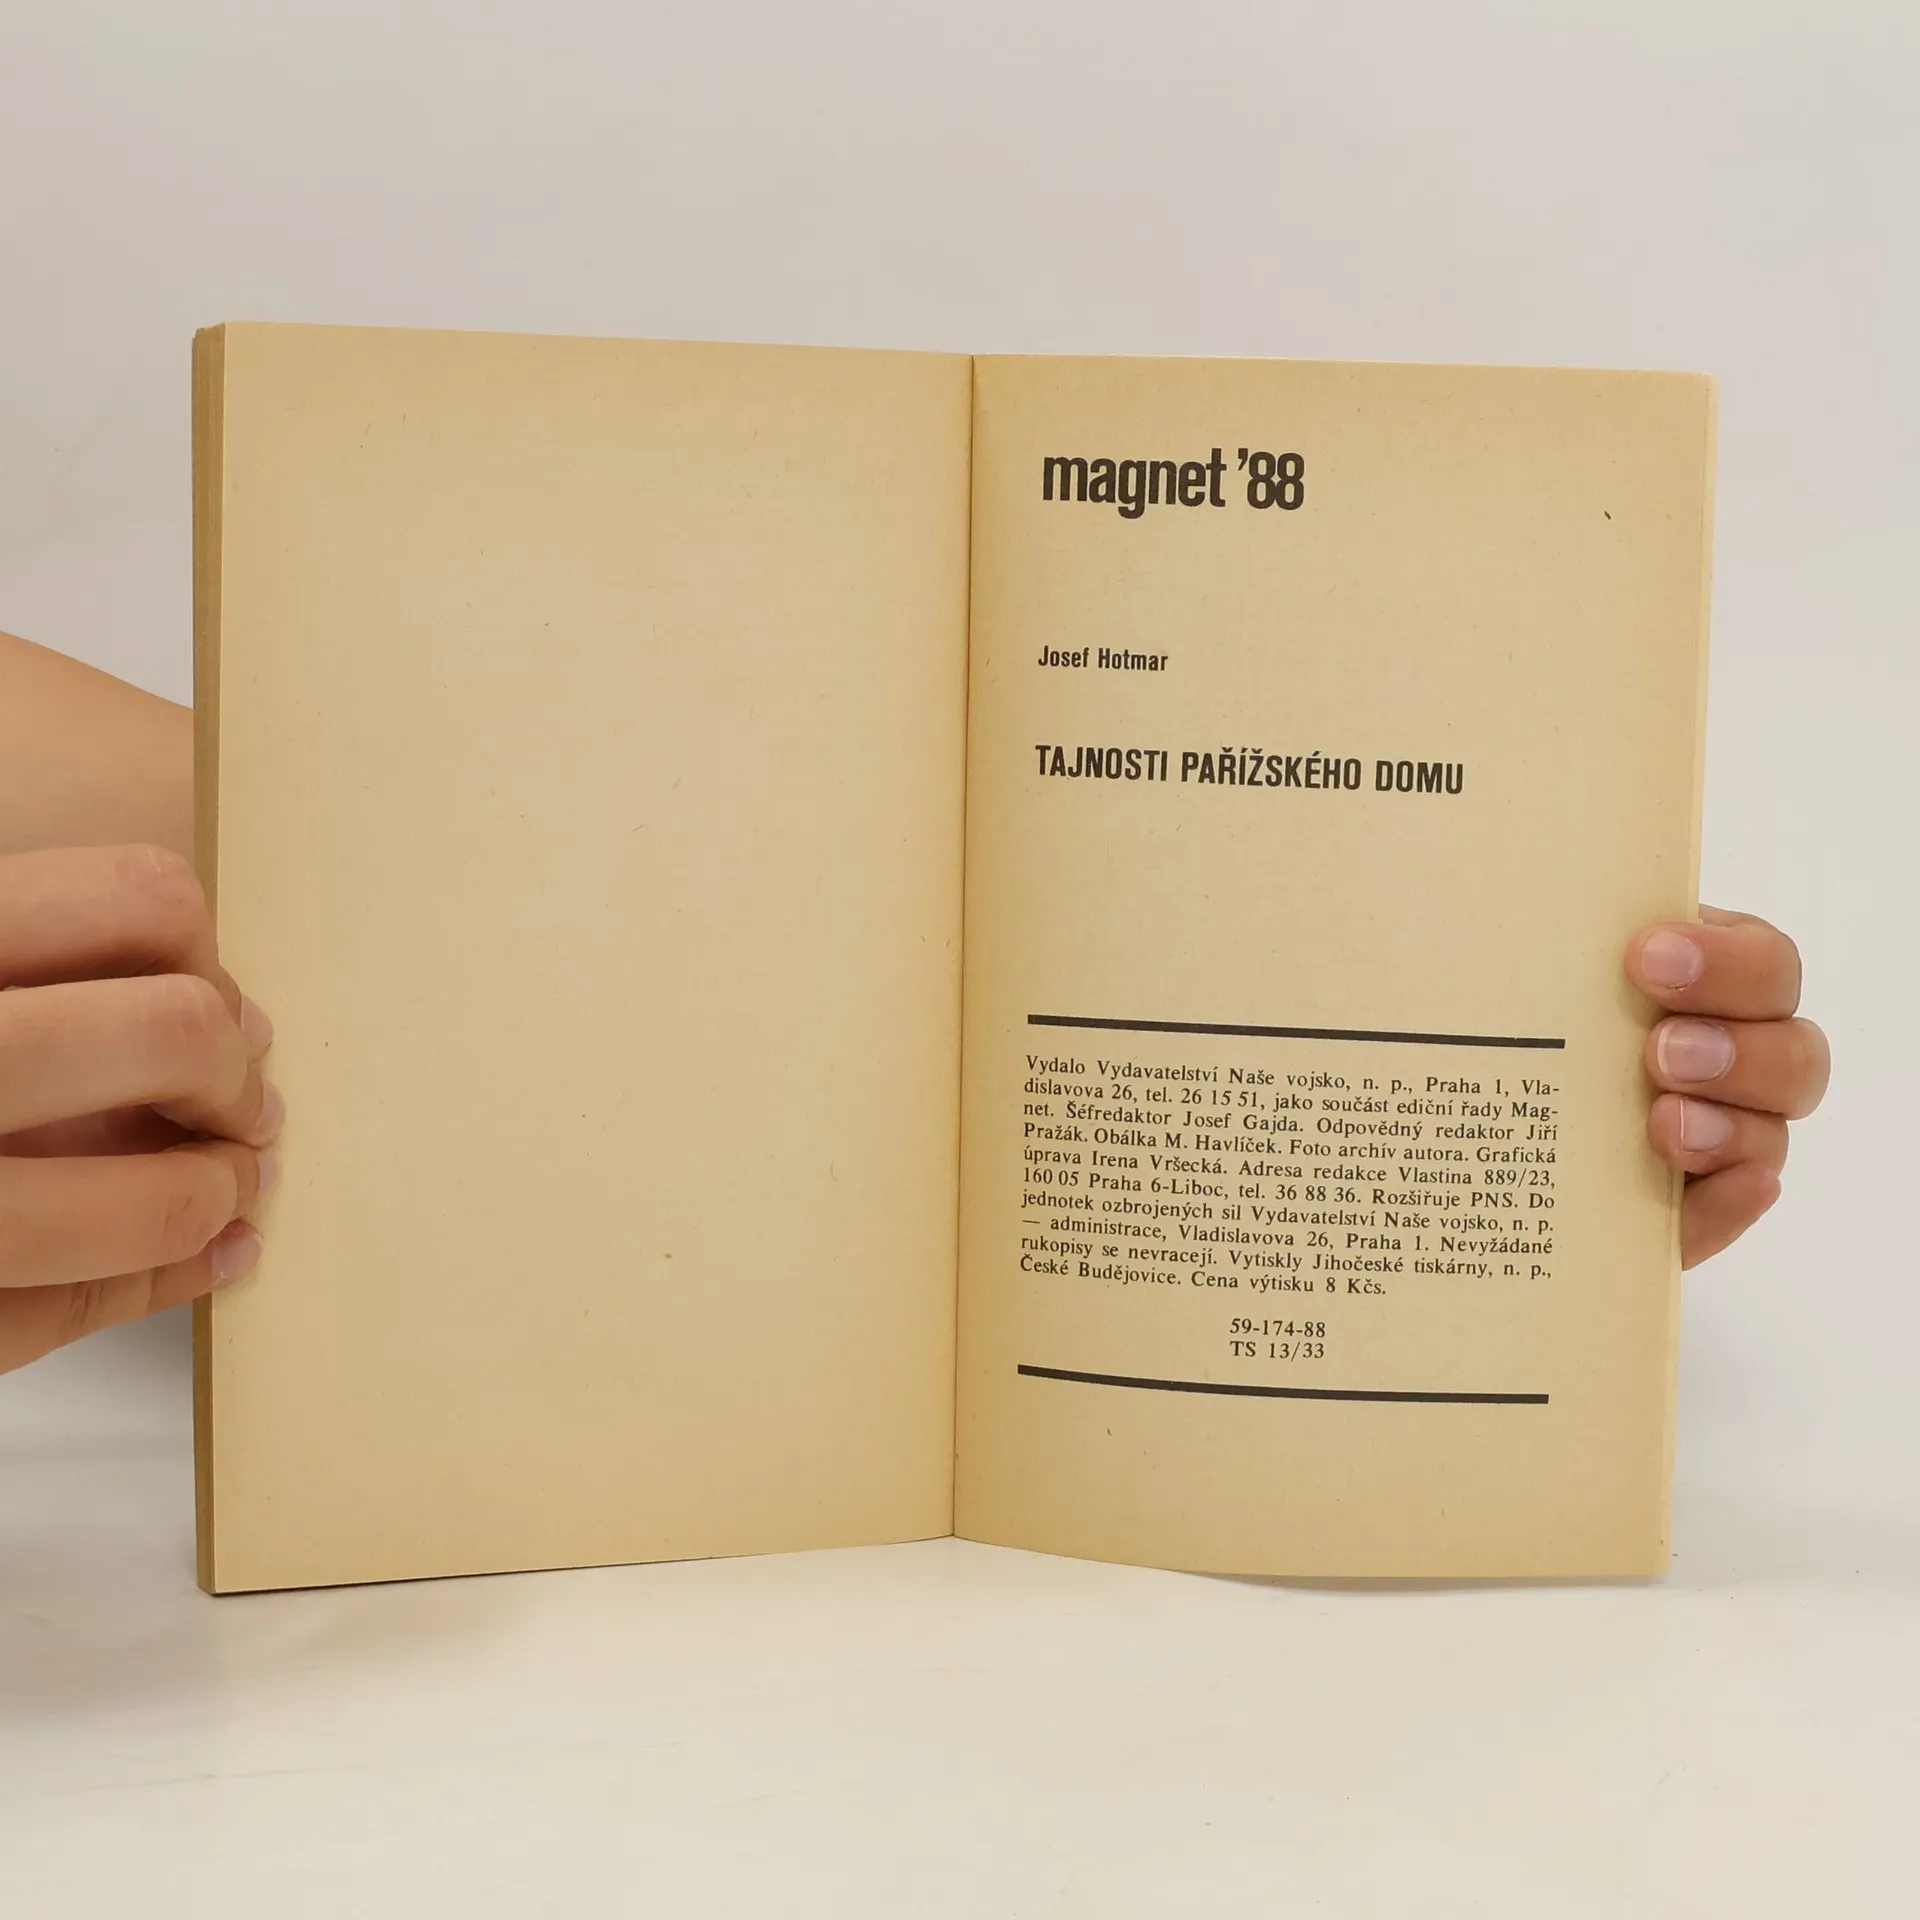 magnet ’88
Josef Hotmar
TAJNOSTI PAŘÍŽSKÉHO DOMU
Vydalo Vydavatelství Naše vojsko, n. p., Praha 1, Vla-
dislavova 26, tel. 26 15 51, jako součást ediční řady Mag-
net. Šéfredaktor Josef Gajda. Odpovědný redaktor Jiří
Pražák. Obálka M. Havlíček. Foto archív autora. Grafická
úprava Irena Vršecká. Adresa redakce Vlastina 889/23,
160 05 Praha 6-Liboc, tel. 36 88 36. Rozšiřuje PNS. Do
jednotek ozbrojených sil Vydavatelství Naše vojsko, n. p.
— administrace, Vladislavova 26, Praha 1. Nevyžádané
rukopisy se nevracejí. Vytiskly Jihočeské tiskárny, n. p.,
České Budějovice. Cena výtisku 8 Kčs.
59-174-88
TS 13/33